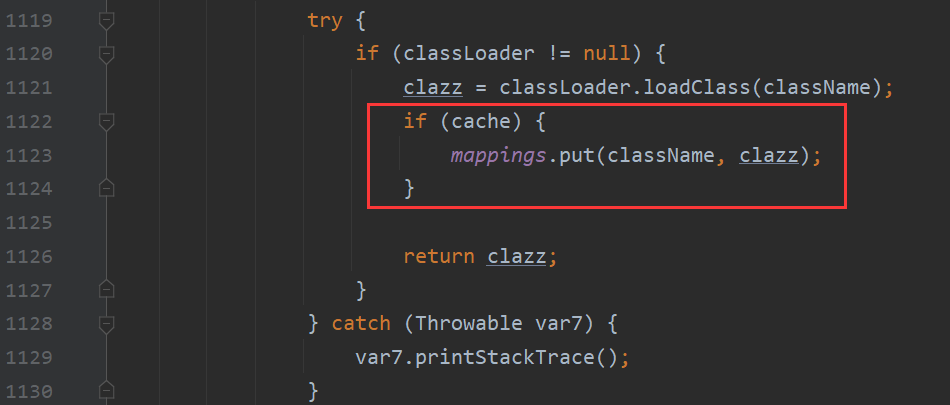 1119 try {
1120 if (classLoader != null) {
1121 clazz = classLoader.loadClass(className);
1122 if (cache) {
1123 mappings.put(className, clazz);
1124 }
1125
1126 return clazz;
1127 }
1128 } catch (Throwable var7) {
1129 var7.printStackTrace();
1130 }